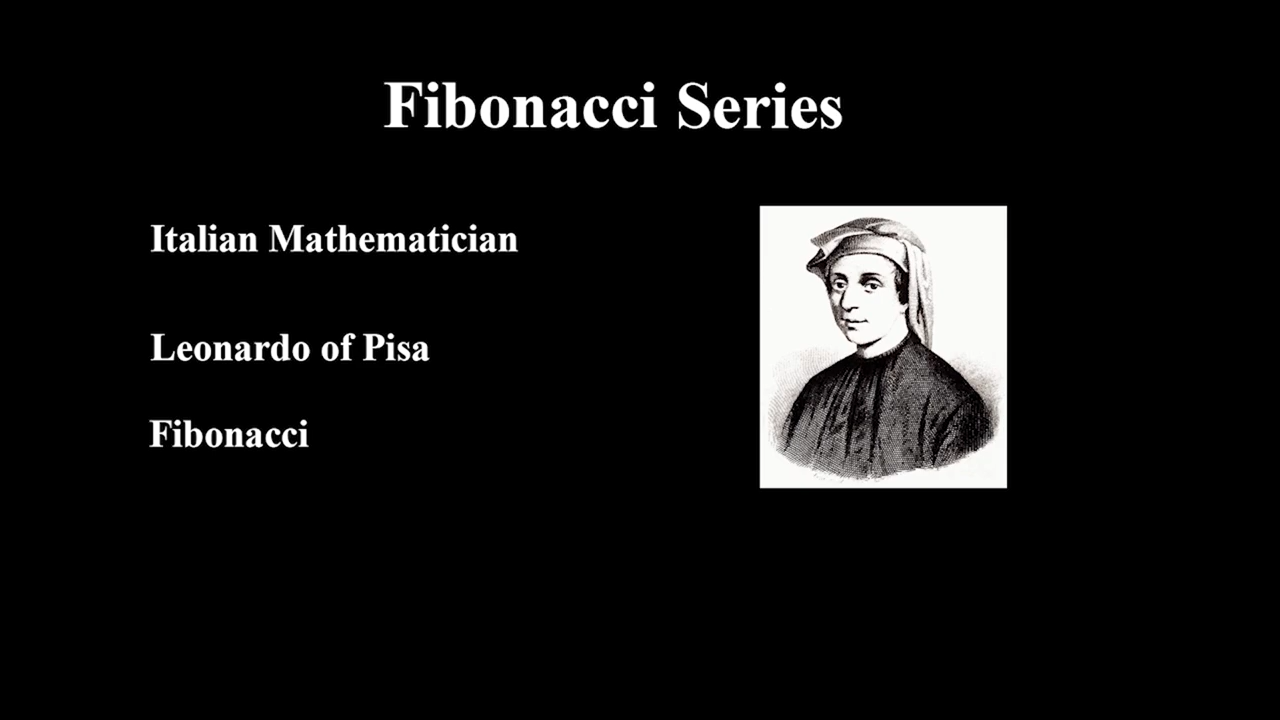 Fibonacci Series
Italian Mathematician
Leonardo of Pisa
Fibonacci